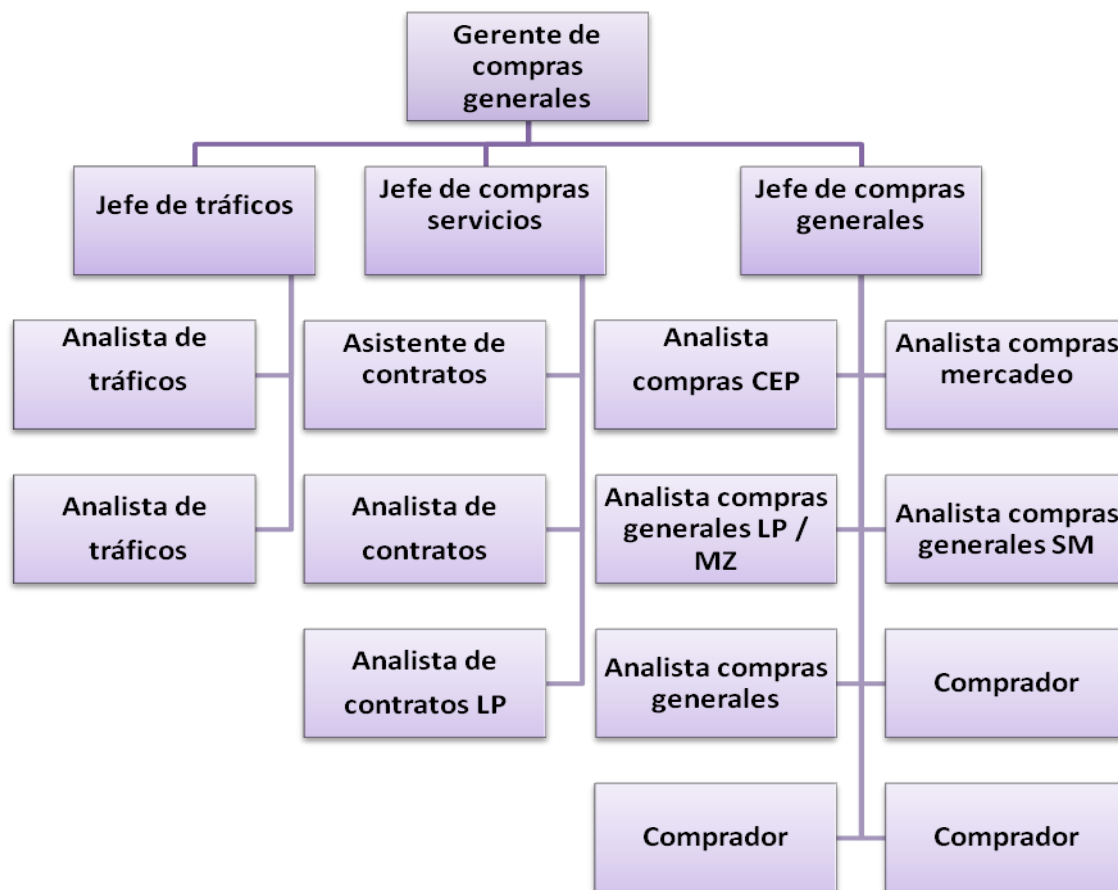 Gerente de
compras
generales
Jefe de tráficos
Jefe de compras
servicios
Jefe de compras
generales
Analista de
tráficos
Asistente de
contratos
Analista
compras CEP
Analista compras
mercadeo
Analista de
tráficos
Analista de
contratos
Analista compras
generales LP /
MZ
Analista compras
generales SM
Analista de
contratos LP
Analista compras
generales
Comprador
Comprador
Comprador